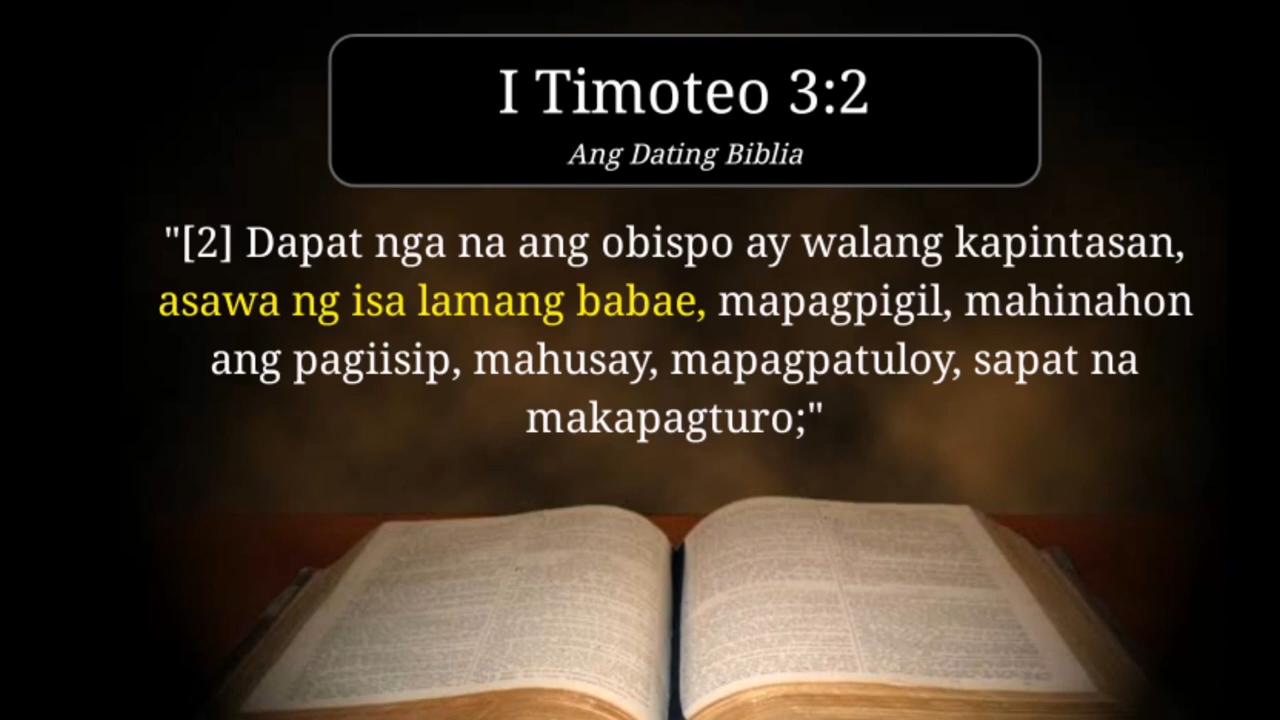 I Timoteo 3:2
Ang Dating Biblia
"[2] Dapat nga na ang obispo ay walang kapintasan,
asawa ng isa lamang babae, mapagpigil, mahinahon
ang pagiisip, mahusay, mapagpatuloy, sapat na
makapagturo;"